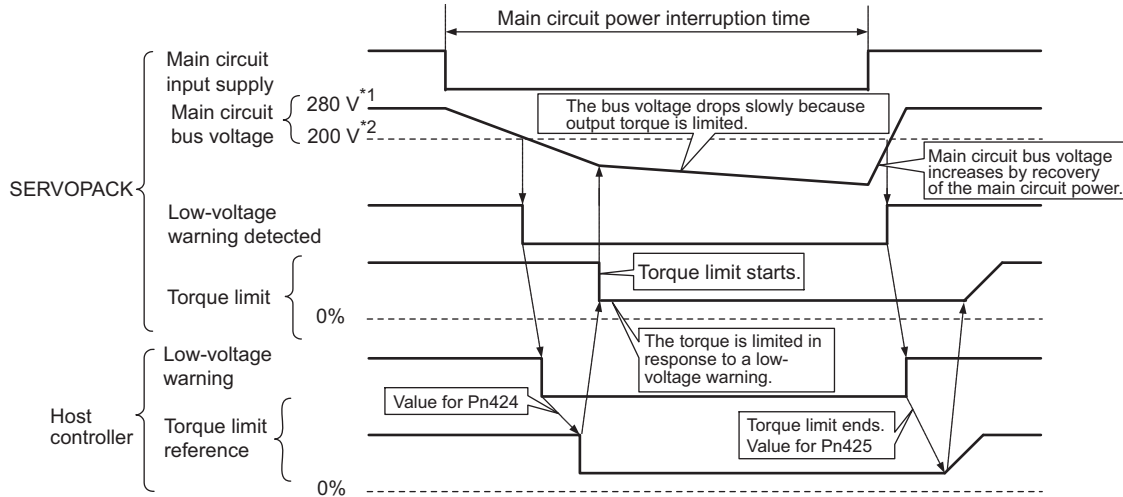 Main circuit power interruption time
Main circuit
input supply
Main circuit
bus voltage
280 V*1
200 V*2
The bus voltage drops slowly because
output torque is limited.
Main circuit bus voltage
increases by recovery
of the main circuit power.
SERVOPACK
Low-voltage
warning detected
Torque limit starts.
Torque limit
0%
The torque is limited in
response to a low-
voltage warning.
Low-voltage
warning
Value for Pn424
Host
controller
Torque limit
reference
Torque limit ends.
Value for Pn425
0%